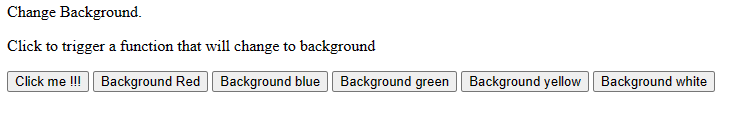 Change Background.
Click to trigger a function that will change to background
Click me !!! Background Red Background blue Background green Background yellow Background white